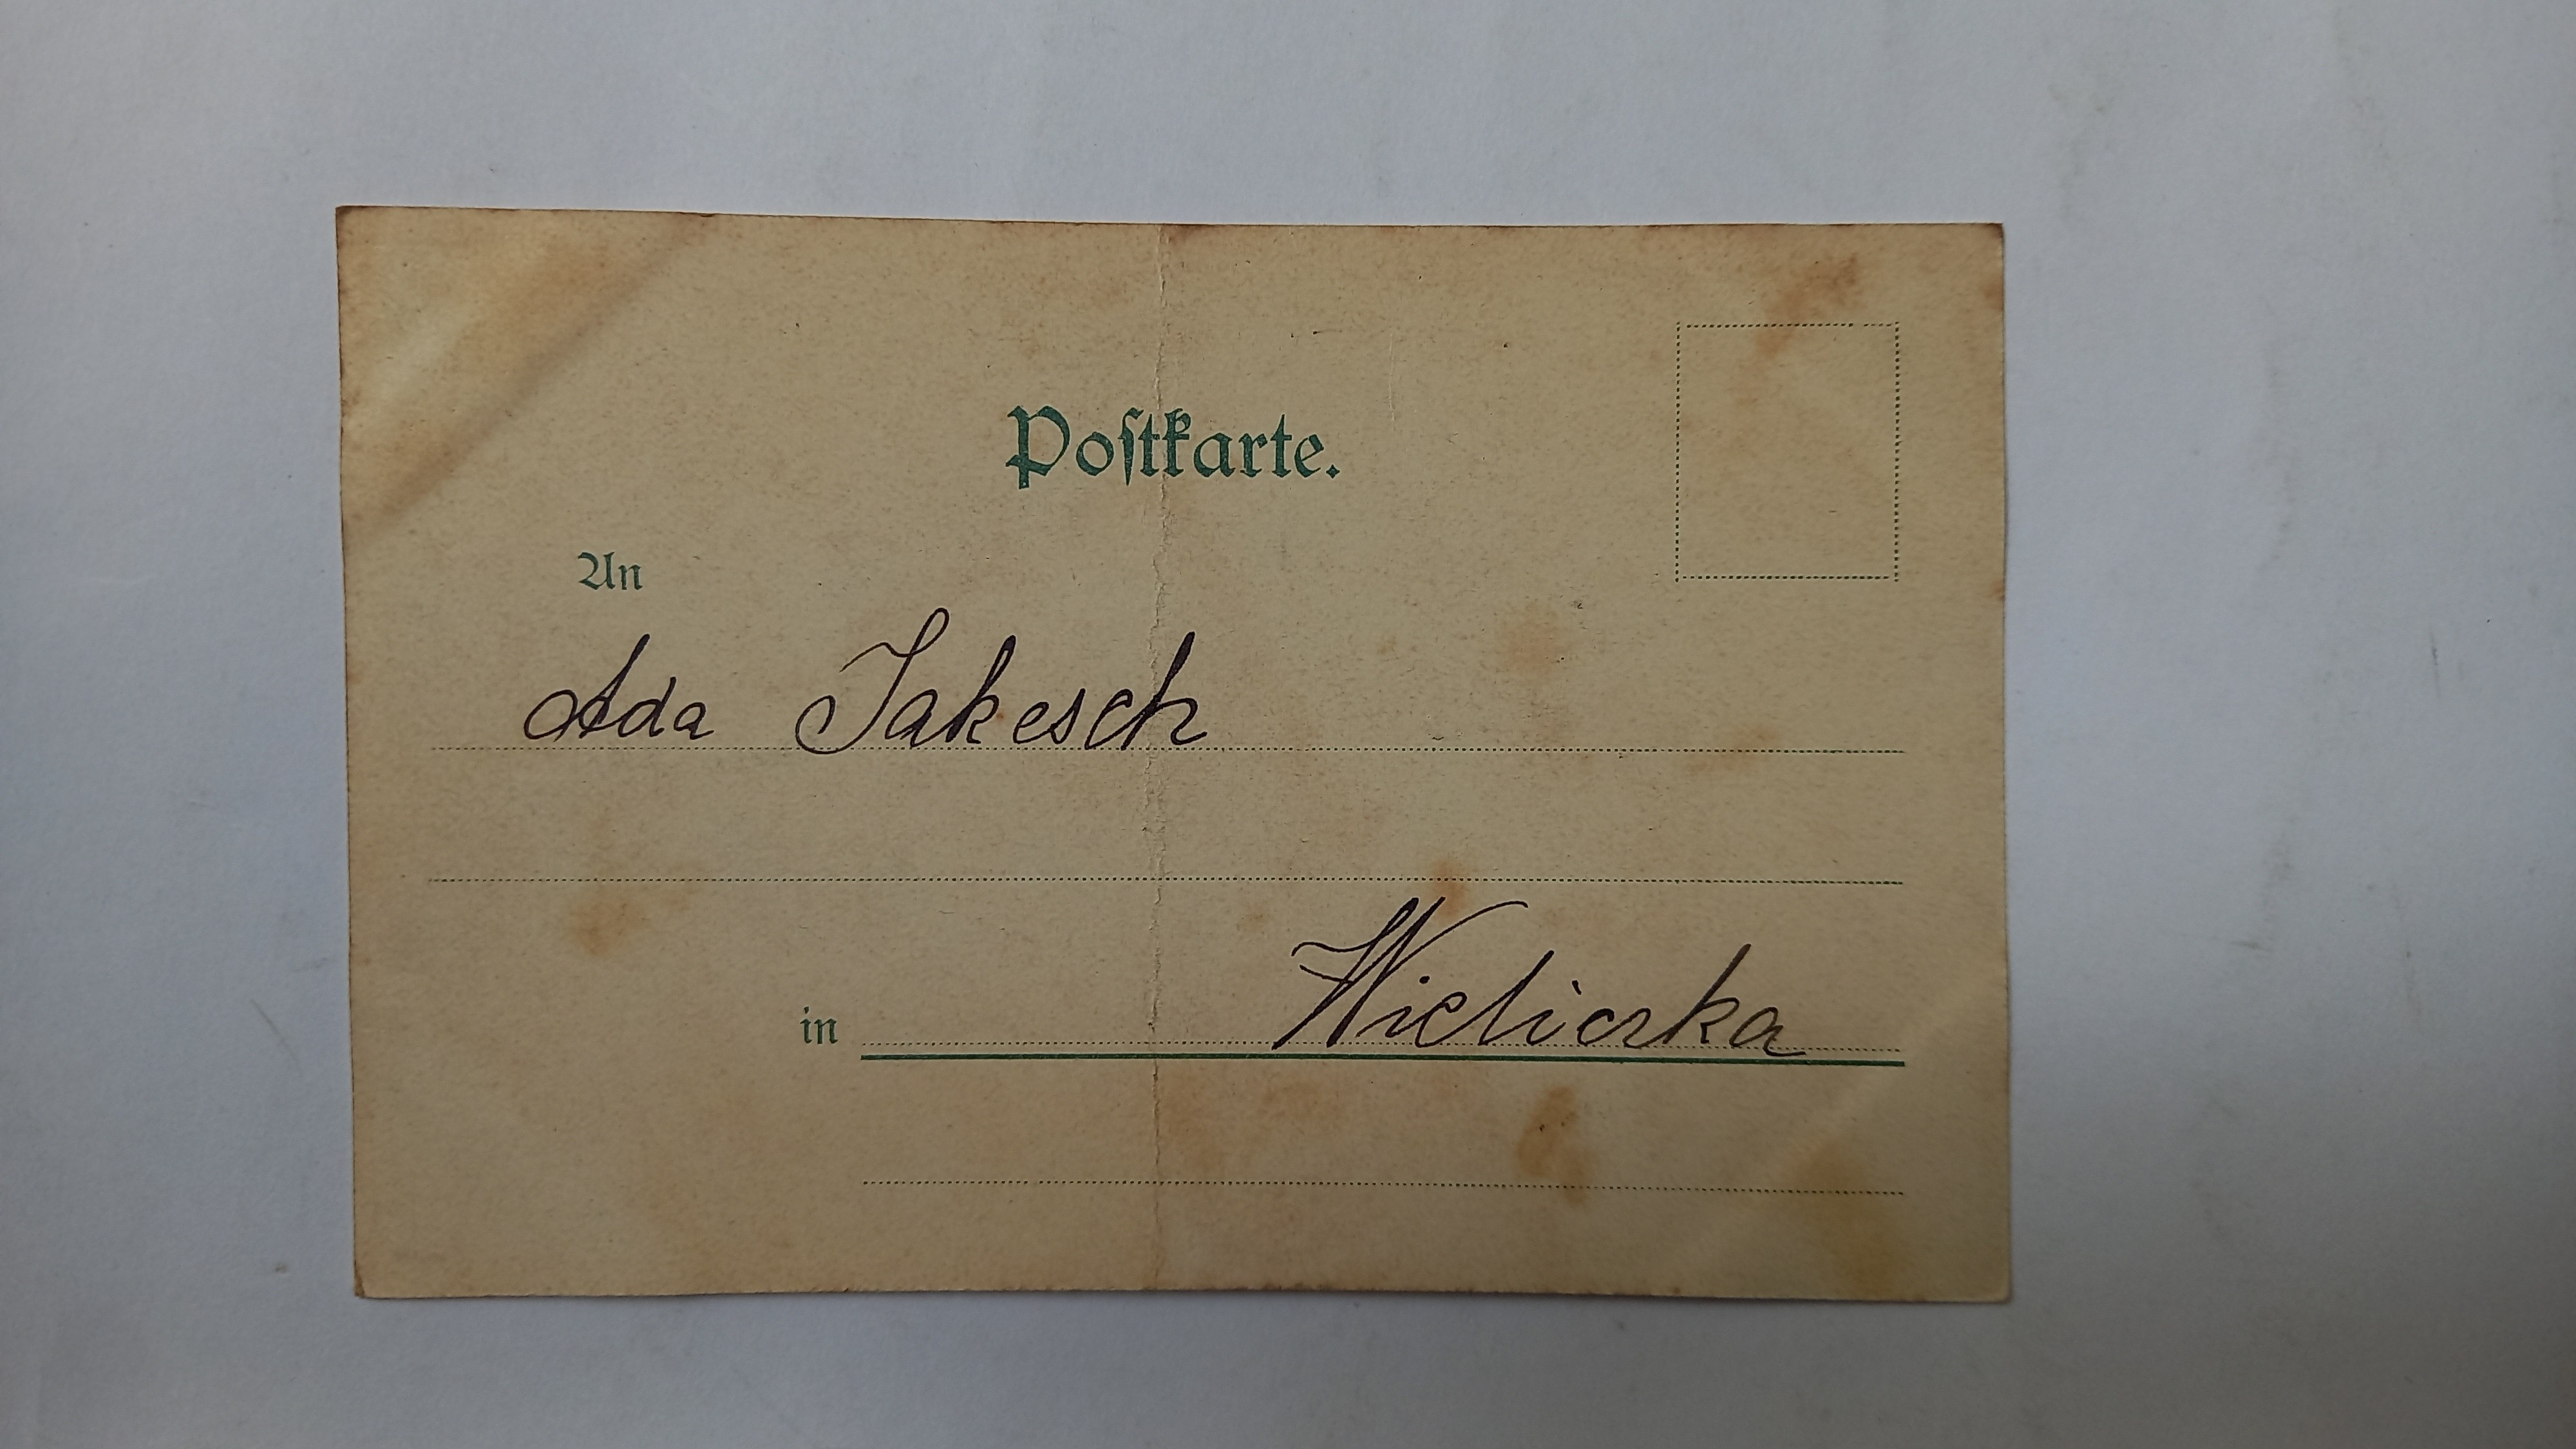 Postkarte.
An
Ada Jakesch
in Wieliczka